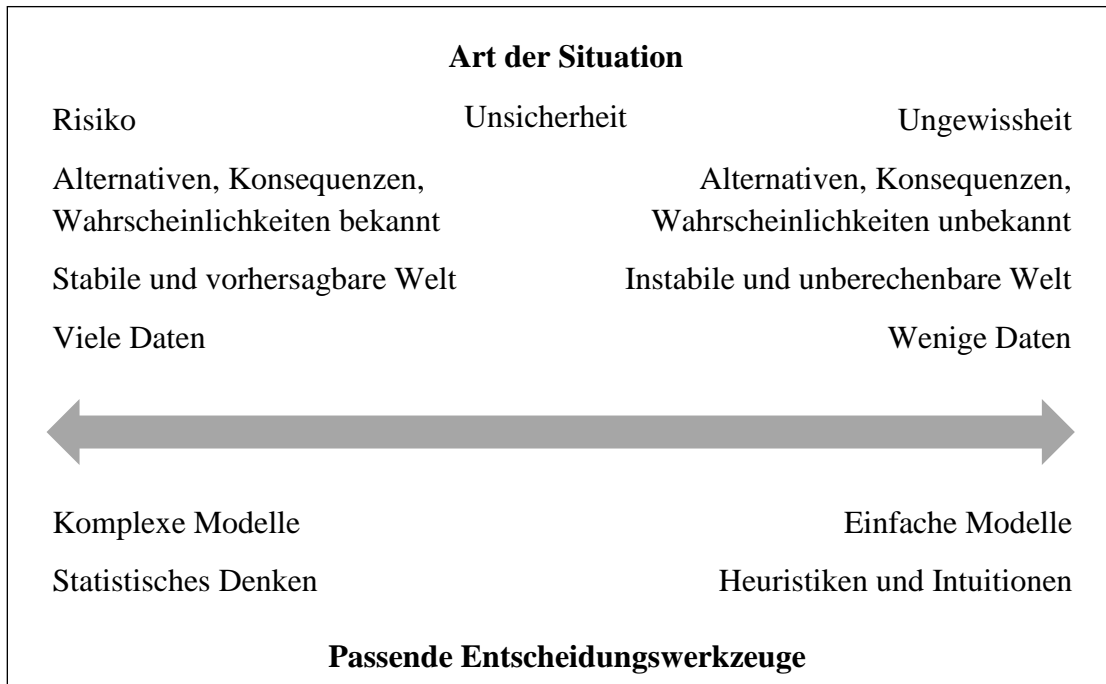 Art der Situation
Risiko Unsicherheit Ungewissheit
Alternativen, Konsequenzen, Alternativen, Konsequenzen,
Wahrscheinlichkeiten bekannt Wahrscheinlichkeiten unbekannt
Stabile und vorhersagbare Welt Instabile und unberechenbare Welt
Viele Daten Wenige Daten
Komplexe Modelle Einfache Modelle
Statistisches Denken Heuristiken und Intuitionen
Passende Entscheidungswerkzeuge